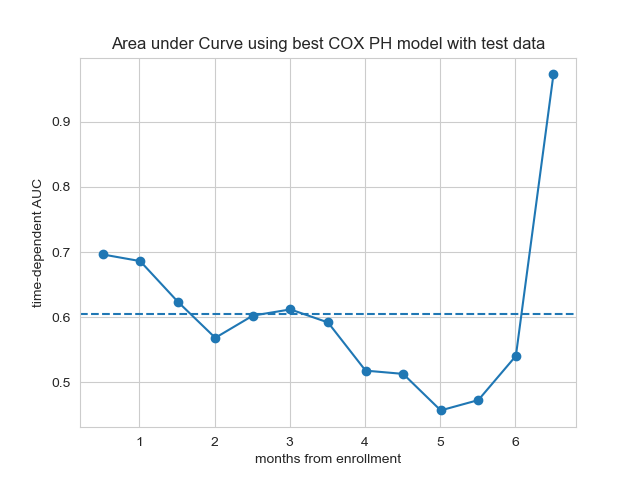 Area under Curve using best COX PH model with test data
time-dependent AUC
0.9
0.8
0.7
0.6
0.5
1 2 3 4 5 6
months from enrollment